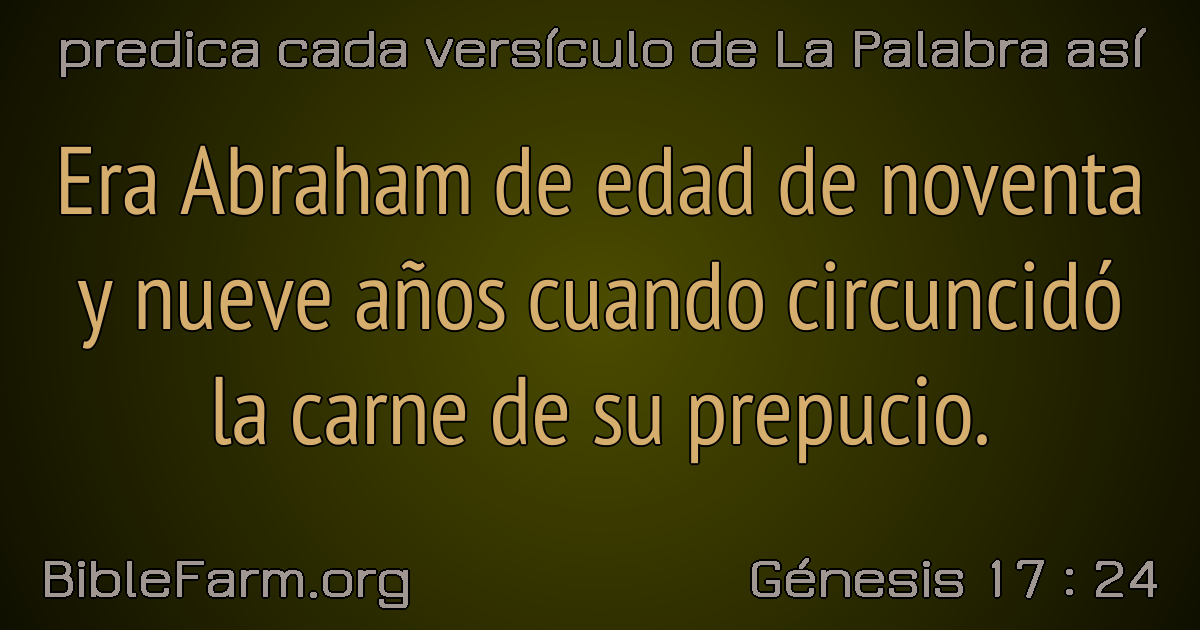 predica cada versículo de La Palabra así
Era Abraham de edad de noventa
y nueve años cuando circuncidó
la carne de su prepucio.
BibleFarm.org
Génesis 17 : 24